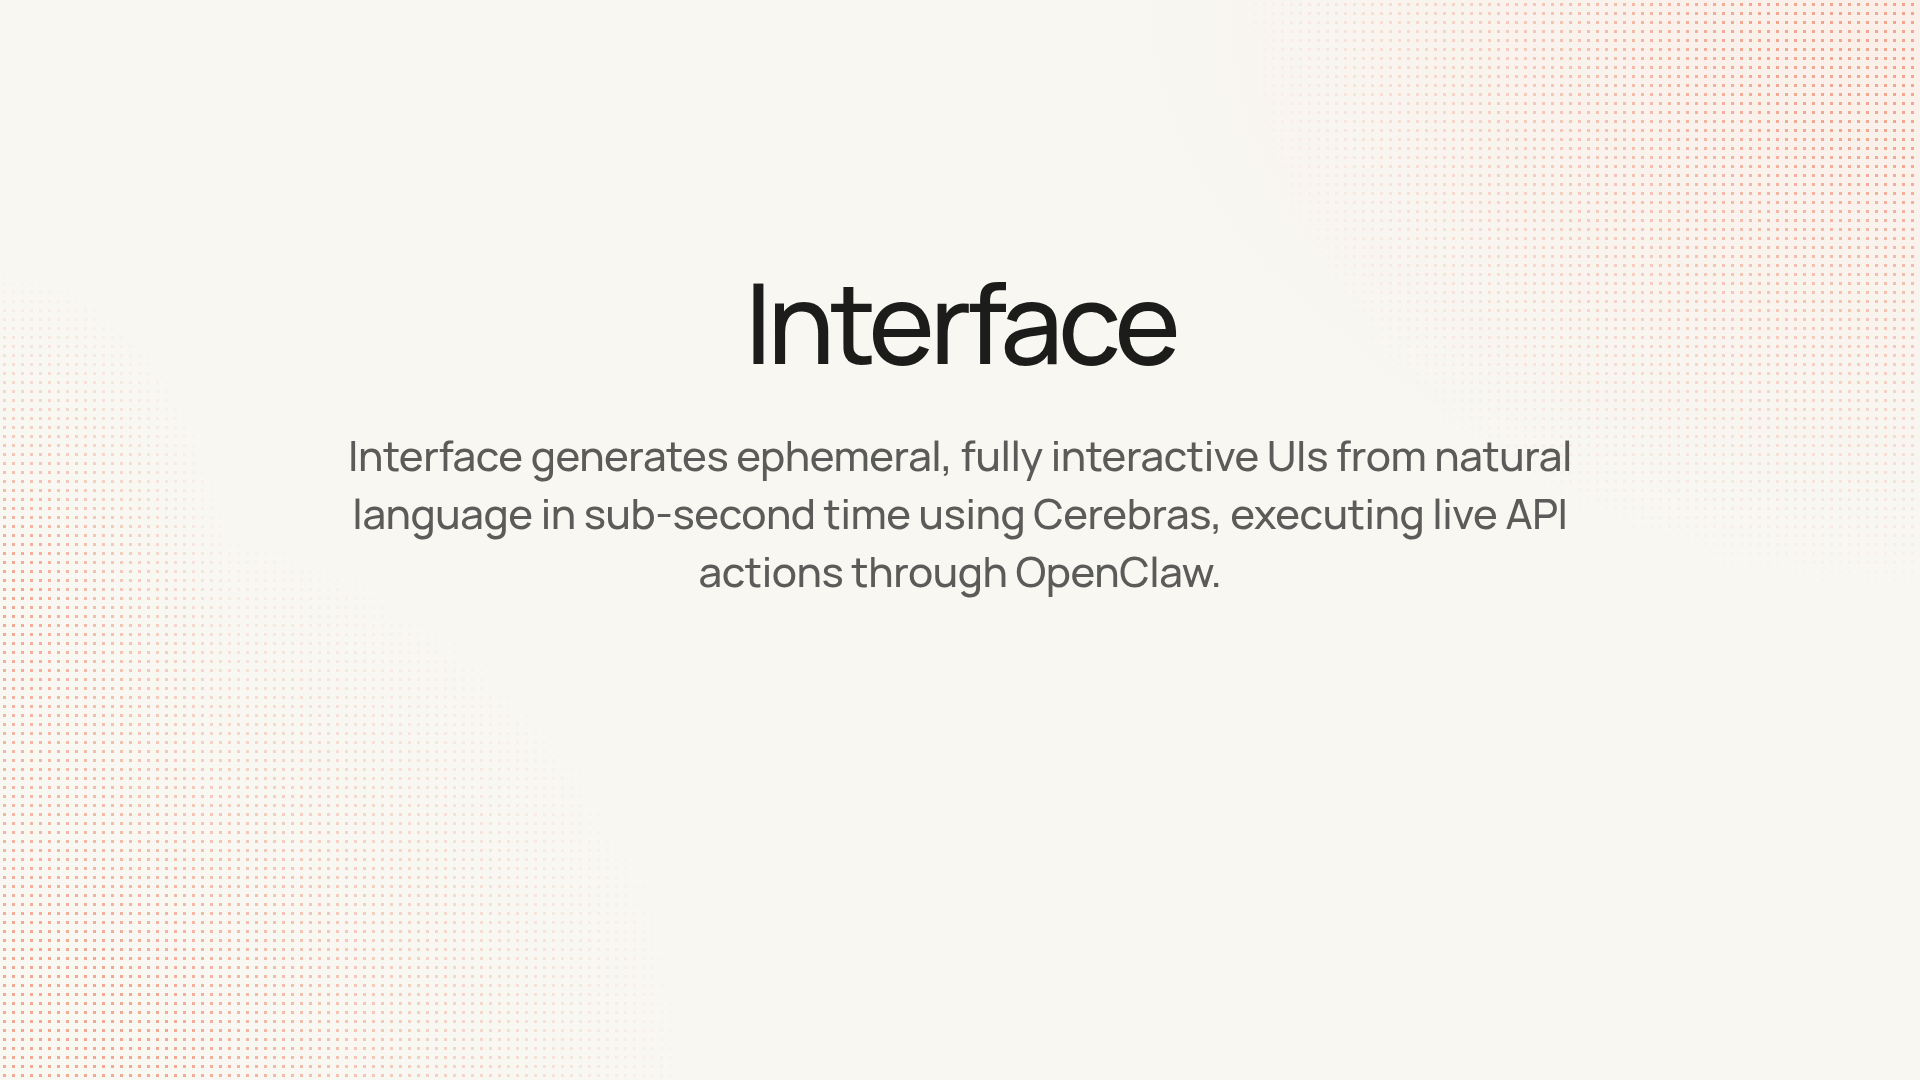 Interface
Interface generates ephemeral, fully interactive UIs from natural
language in sub-second time using Cerebras, executing live API
actions through OpenClaw.